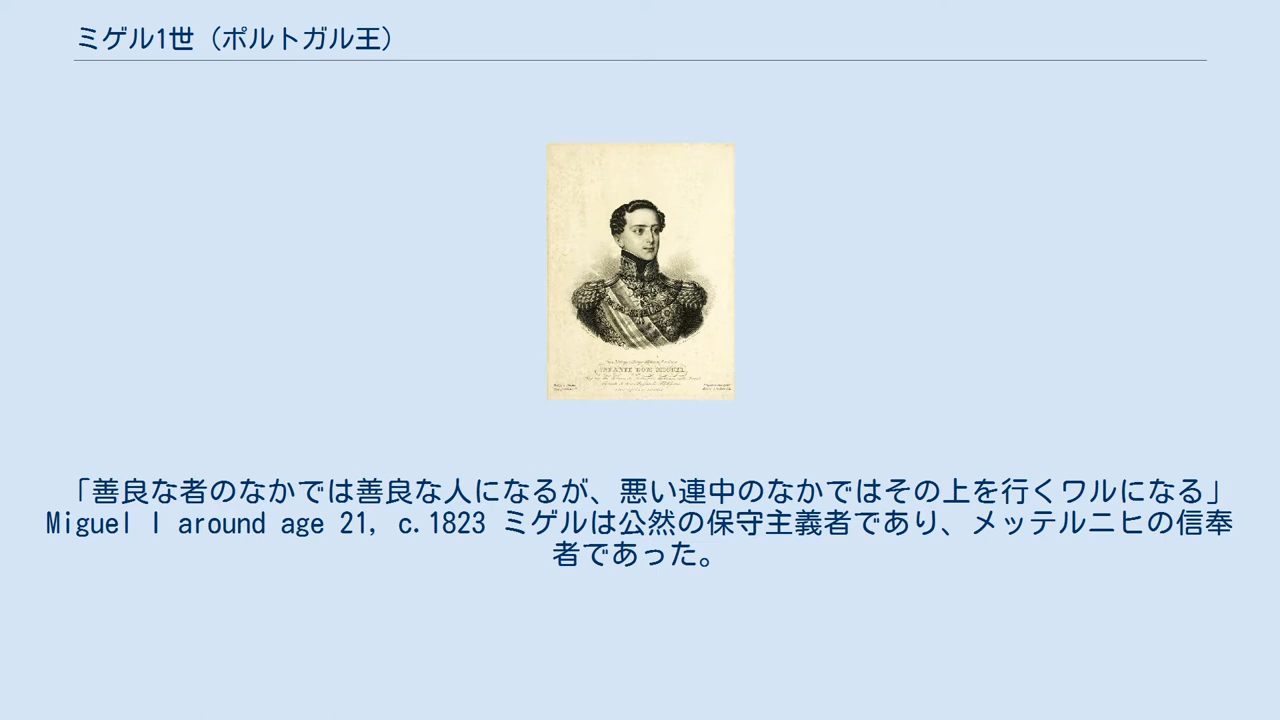 ミゲル1世（ポルトガル王）
INFANTE DOM MIGUEL
「善良な者のなかでは善良な人になるが、悪い連中のなかではその上を行くワルになる」
Miguel I around age 21, c.1823 ミゲルは公然の保守主義者であり、メッテルニヒの信奉
者であった。